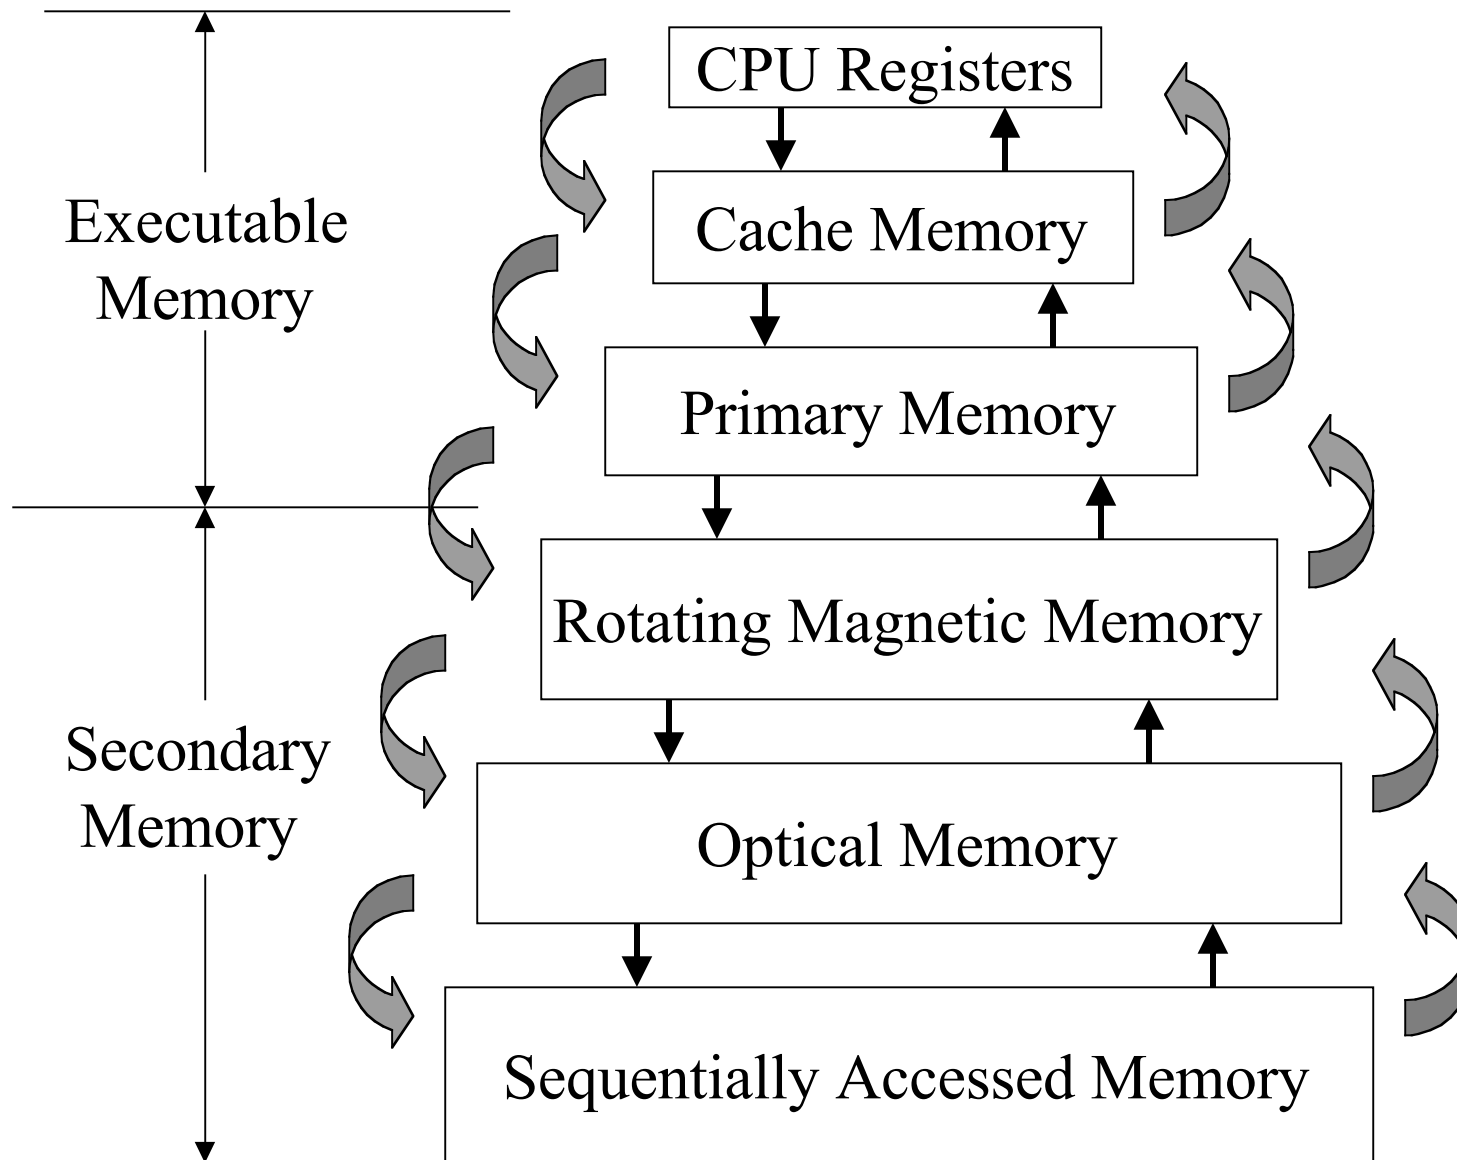 CPU Registers
Cache Memory
Executable
Memory
Primary Memory
Rotating Magnetic Memory
Secondary
Memory
Optical Memory
Sequentially Accessed Memory